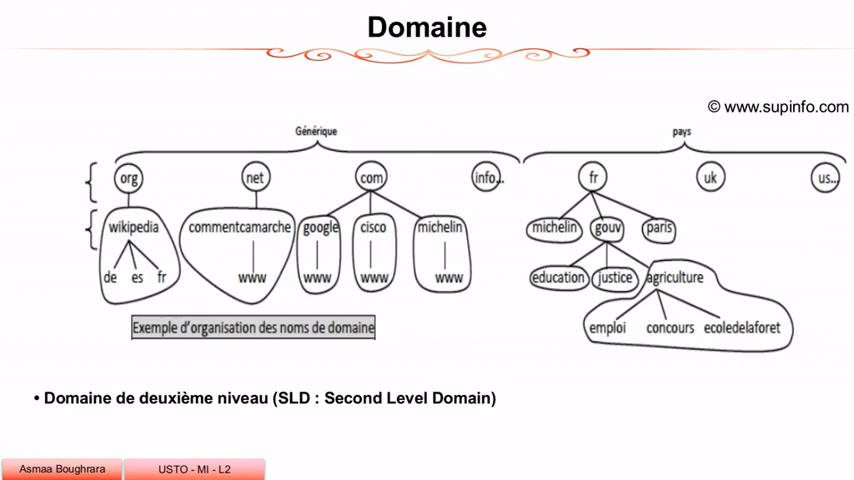 Domaine
© www.supinfo.com
Générique pays
org net com info... fr uk us...
wikipedia commentcamarche google cisco michelin michelin gouv paris
de es fr www www www www education justice agriculture
emploi concours ecoledelaforet
Exemple d'organisation des noms de domaine
• Domaine de deuxième niveau (SLD : Second Level Domain)
Asmaa Boughrara USTO - MI - L2